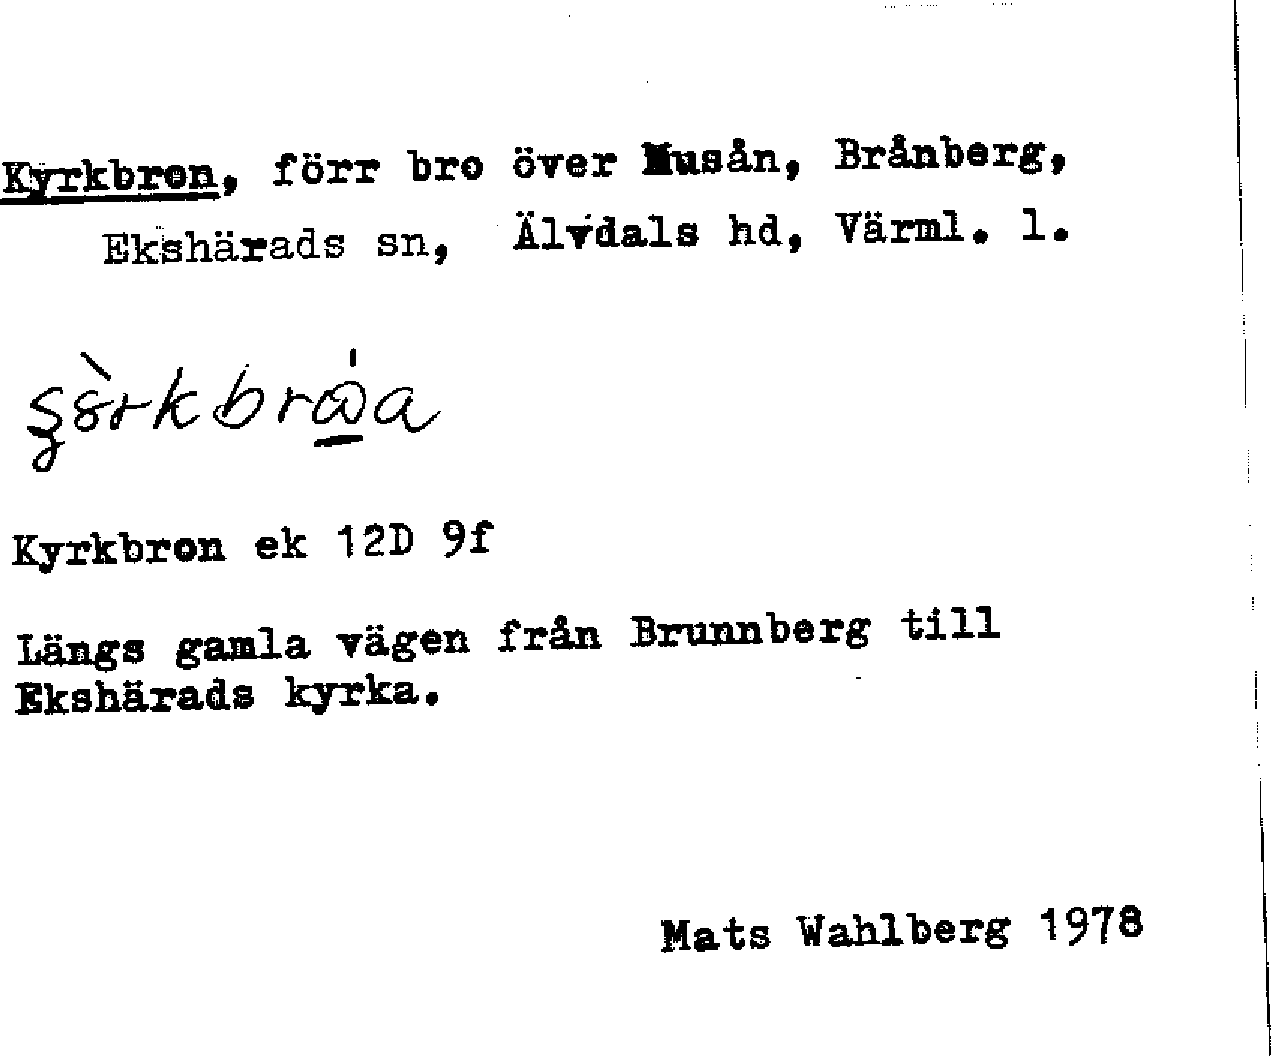 Kyrkbron, förr bro över Musån, Brånberg,
Ekshärads sn, Älvdals hd, Värml. l.
Kyrkbron ek 12D 9f
Längs gamla vägen från Brunnberg till
Ekshärads kyrka.
Mats Wahlberg 1978